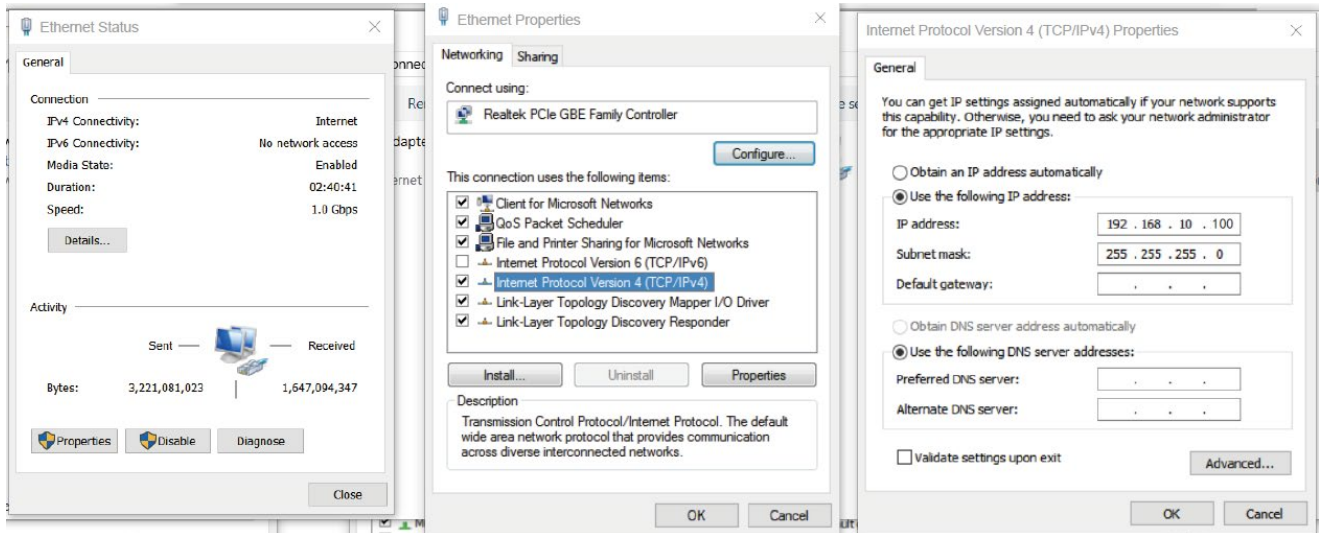 Ethernet Status
General
Connection
IPv4 Connectivity: Internet
IPv6 Connectivity: No network access
Media State: Enabled
Duration: 02:40:41
Speed: 1.0 Gbps
Details...
Activity
Sent Received
Bytes: 3,221,081,023 1,647,094,347
Properties Disable Diagnose
Close
Ethernet Properties
Networking Sharing
Connect using:
Realtek PCIe GBE Family Controller
Configure...
This connection uses the following items:
Client for Microsoft Networks
QoS Packet Scheduler
File and Printer Sharing for Microsoft Networks
Internet Protocol Version 6 (TCP/IPv6)
Internet Protocol Version 4 (TCP/IPv4)
Link-Layer Topology Discovery Mapper I/O Driver
Link-Layer Topology Discovery Responder
Install... Uninstall Properties
Description
Transmission Control Protocol/Internet Protocol. The default
wide area network protocol that provides communication
across diverse interconnected networks.
OK Cancel
Internet Protocol Version 4 (TCP/IPv4) Properties
General
You can get IP settings assigned automatically if your network supports
this capability. Otherwise, you need to ask your network administrator
for the appropriate IP settings.
Obtain an IP address automatically
Use the following IP address:
IP address: 192 . 168 . 10 . 100
Subnet mask: 255 . 255 . 255 . 0
Default gateway: . . .
Obtain DNS server address automatically
Use the following DNS server addresses:
Preferred DNS server: . . .
Alternate DNS server: . . .
Validate settings upon exit
Advanced...
OK Cancel